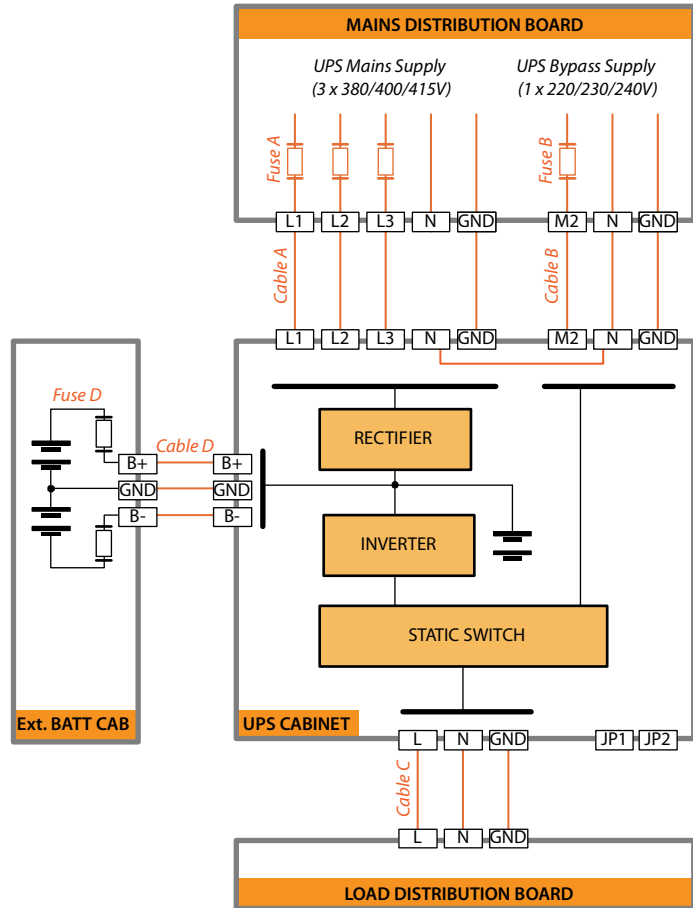 MAINS DISTRIBUTION BOARD
UPS Mains Supply
(3 x 380/400/415V)
UPS Bypass Supply
(1 x 220/230/240V)
Fuse A
Fuse B
L1 L2 L3 N GND M2 N GND
Cable A
Cable B
L1 L2 L3 N GND M2 N GND
Fuse D
Cable D
B+ B+
GND GND
B- B-
RECTIFIER
INVERTER
STATIC SWITCH
Ext. BATT CAB
UPS CABINET
L N GND JP1 JP2
Cable C
L N GND
LOAD DISTRIBUTION BOARD